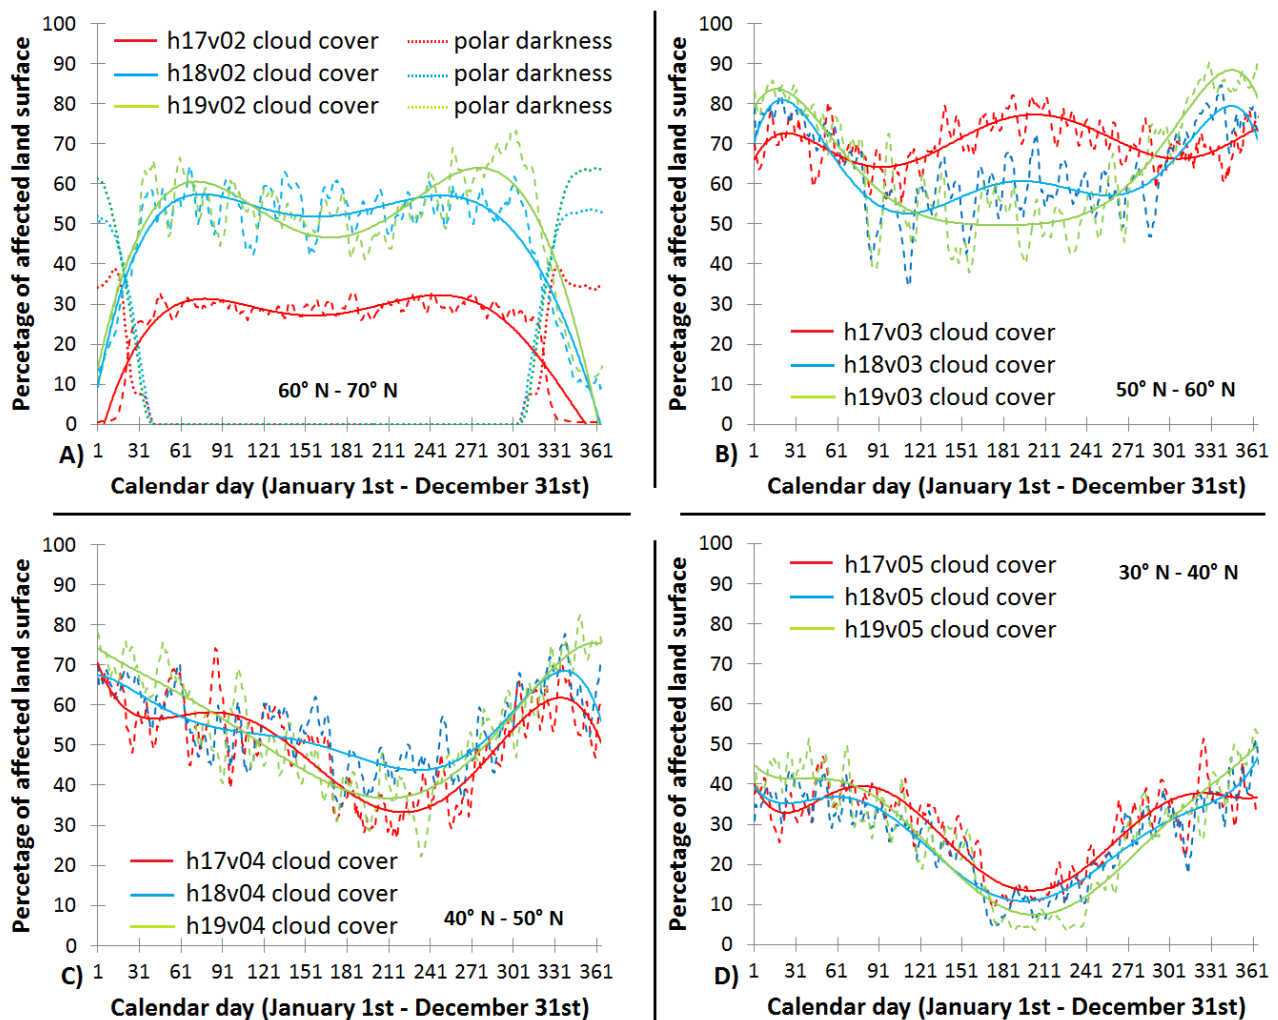 Percetage of affected land surface
100
90
80
70
60
50
40
30
20
10
0
h17v02 cloud cover polar darkness
h18v02 cloud cover polar darkness
h19v02 cloud cover polar darkness
60° N - 70° N
A) 1 31 61 91 121 151 181 211 241 271 301 331 361
Calendar day (January 1st - December 31st)
Percetage of affected land surface
100
90
80
70
60
50
40
30
20
10
0
h17v03 cloud cover
h18v03 cloud cover
h19v03 cloud cover
50° N - 60° N
B) 1 31 61 91 121 151 181 211 241 271 301 331 361
Calendar day (January 1st - December 31st)
Percetage of affected land surface
100
90
80
70
60
50
40
30
20
10
0
h17v04 cloud cover
h18v04 cloud cover
h19v04 cloud cover
40° N - 50° N
C) 1 31 61 91 121 151 181 211 241 271 301 331 361
Calendar day (January 1st - December 31st)
Percetage of affected land surface
100
90
80
70
60
50
40
30
20
10
0
h17v05 cloud cover
h18v05 cloud cover
h19v05 cloud cover
30° N - 40° N
D) 1 31 61 91 121 151 181 211 241 271 301 331 361
Calendar day (January 1st - December 31st)